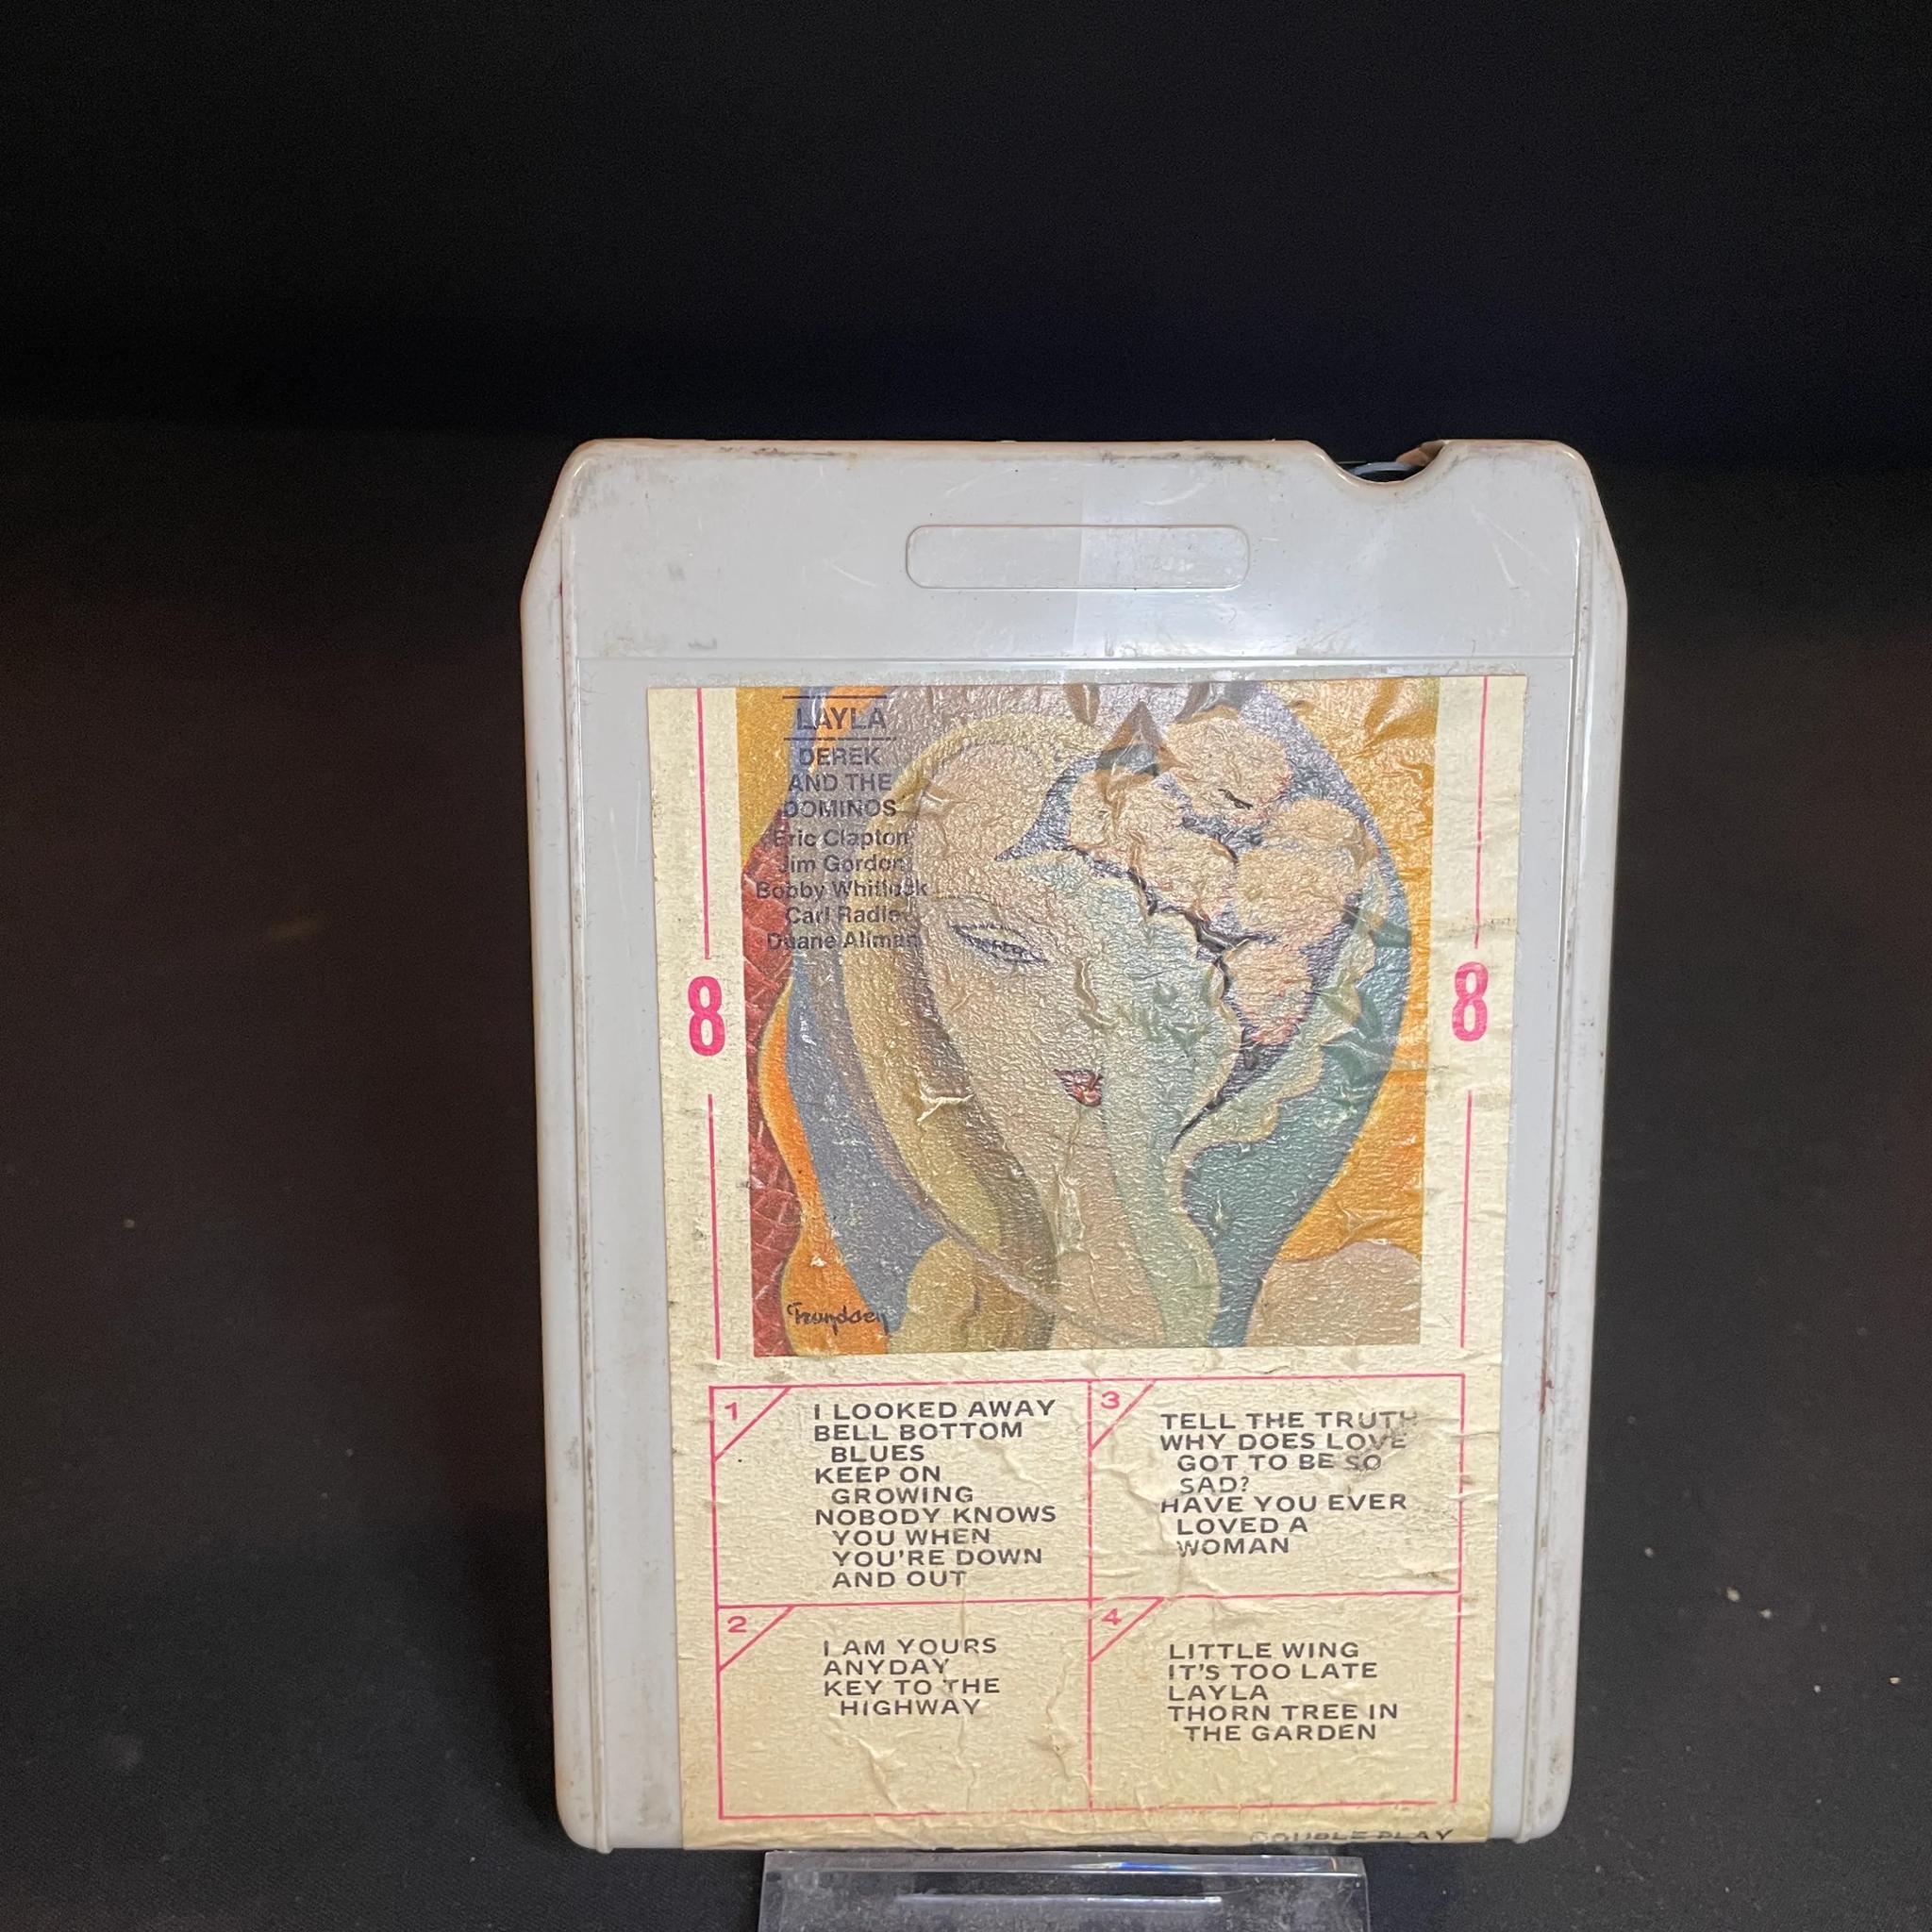 LAYLA
DEREK
AND THE
DOMINOS
Eric Clapton
Jim Gordon
Bobby Whitlock
Carl Radle
Duane Allman
8
8
1
I LOOKED AWAY
BELL BOTTOM
BLUES
KEEP ON
GROWING
NOBODY KNOWS
YOU WHEN
YOU'RE DOWN
AND OUT
2
I AM YOURS
ANYDAY
KEY TO THE
HIGHWAY
3
TELL THE TRUTH
WHY DOES LOVE
GOT TO BE SO
SAD?
HAVE YOU EVER
LOVED A
WOMAN
4
LITTLE WING
IT'S TOO LATE
LAYLA
THORN TREE IN
THE GARDEN
DOUBLE PLAY